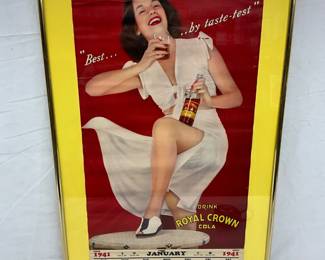 "Best... ...by taste-test"
DRINK
ROYAL CROWN
COLA
1941 JANUARY 1941